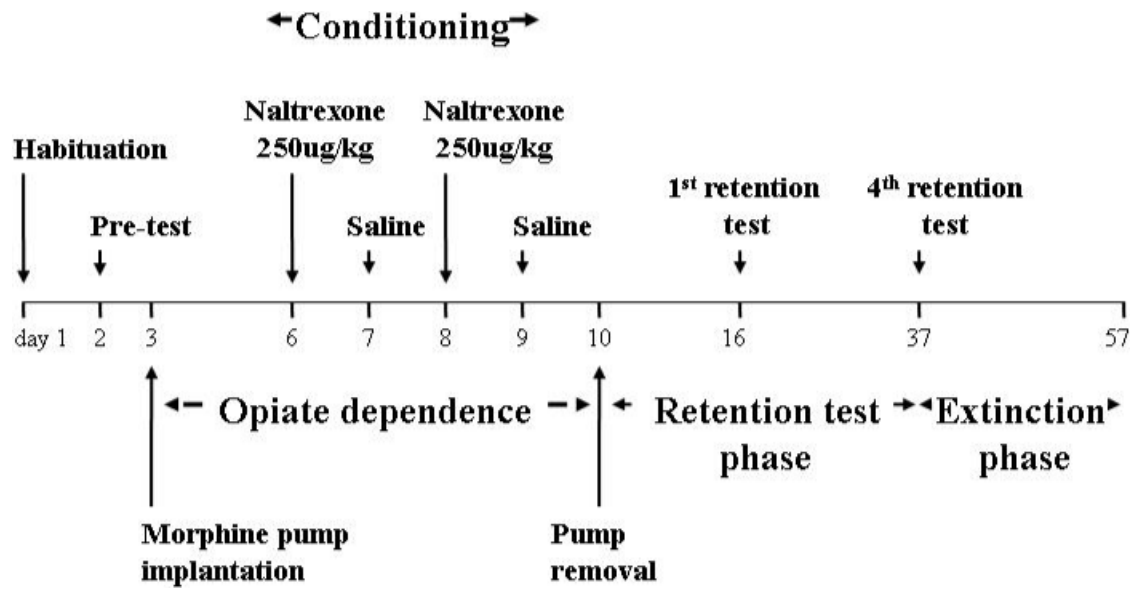 Conditioning
Naltrexone Naltrexone
250ug/kg 250ug/kg
Habituation
1st retention 4th retention
test test
Pre-test Saline Saline
day 1 2 3 6 7 8 9 10 16 37 57
Opiate dependence Retention test Extinction
phase phase
Morphine pump Pump
implantation removal